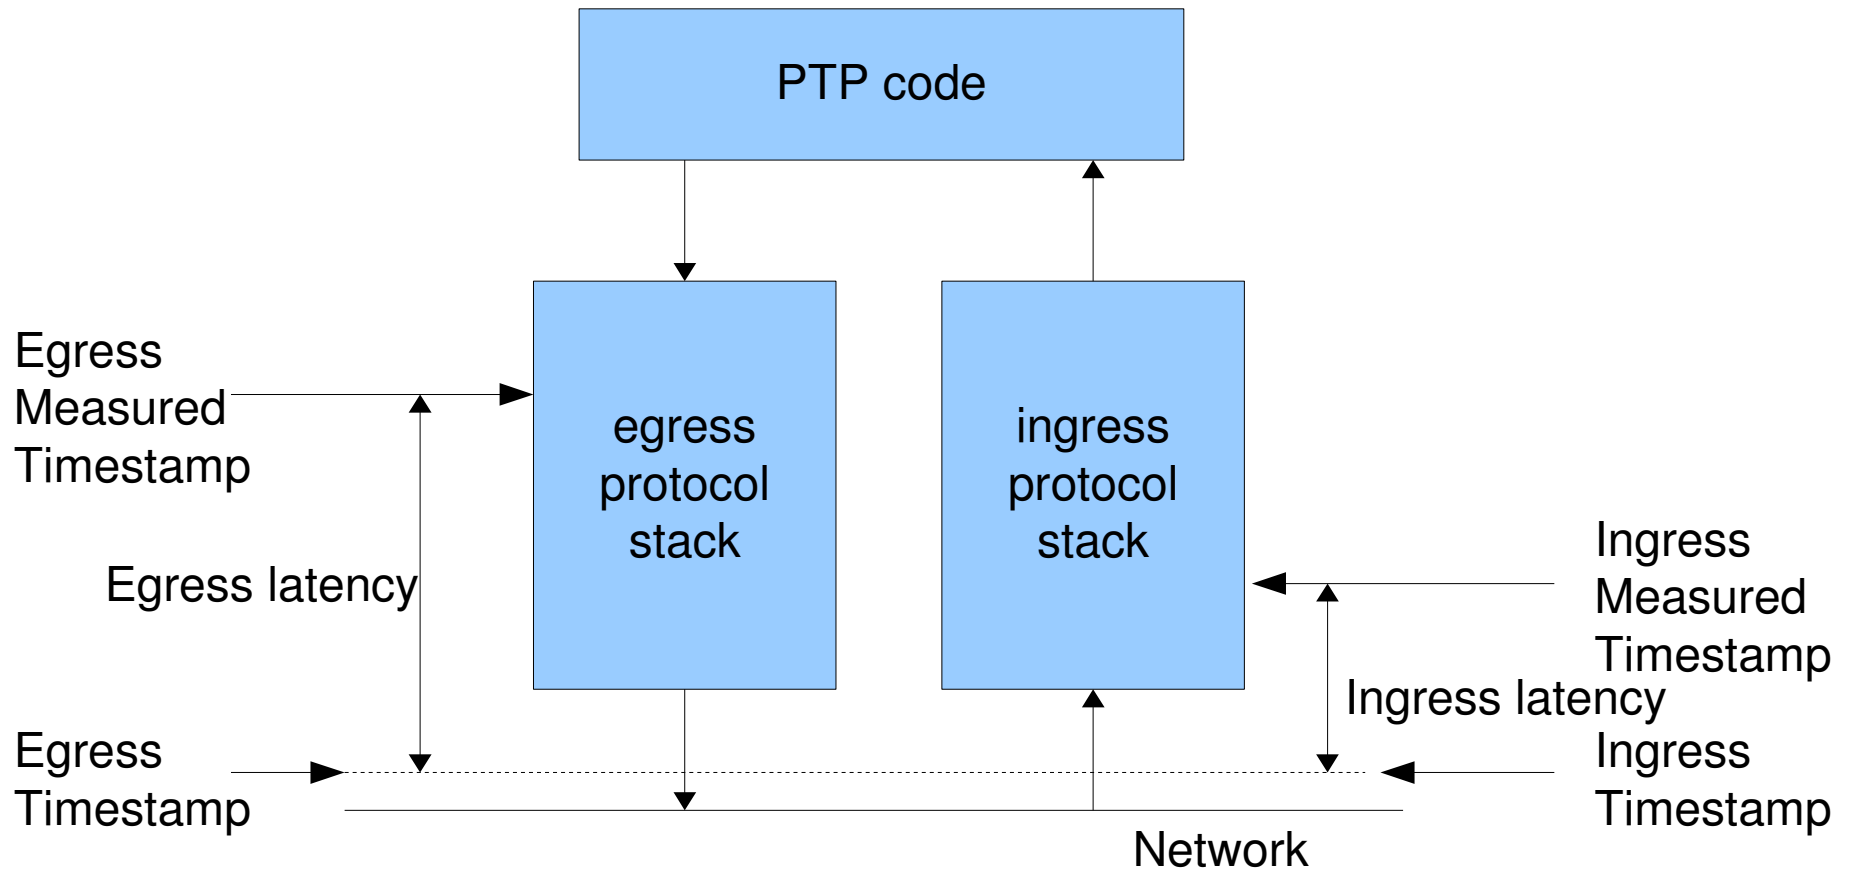 PTP code
Egress
Measured
Timestamp
egress
protocol
stack
ingress
protocol
stack
Egress latency
Ingress
Measured
Timestamp
Ingress latency
Egress
Timestamp
Ingress
Timestamp
Network